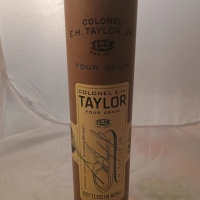 COLONEL
E.H. TAYLOR, JR.
FOUR GRAIN
COLONEL E.H.
TAYLOR
FOUR GRAIN
BOTTLED IN BOND